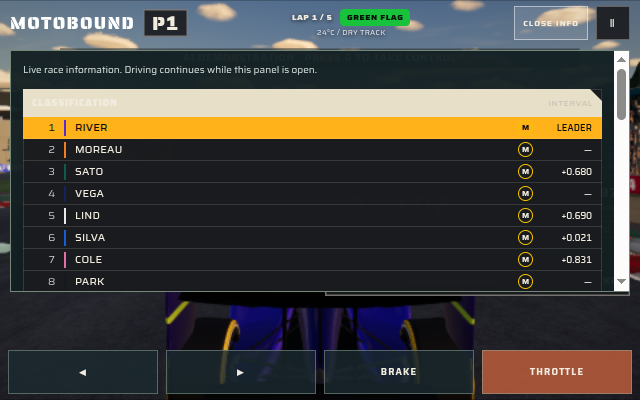 MOTOBOUND P1
LAP 1 / 5 GREEN FLAG
24°C / DRY TRACK
CLOSE INFO II
Live race information. Driving continues while this panel is open.
CLASSIFICATION INTERVAL
1 RIVER M LEADER
2 MOREAU M —
3 SATO M +0.680
4 VEGA M —
5 LIND M +0.690
6 SILVA M +0.021
7 COLE M +0.831
8 PARK M —
◄ ► BRAKE THROTTLE